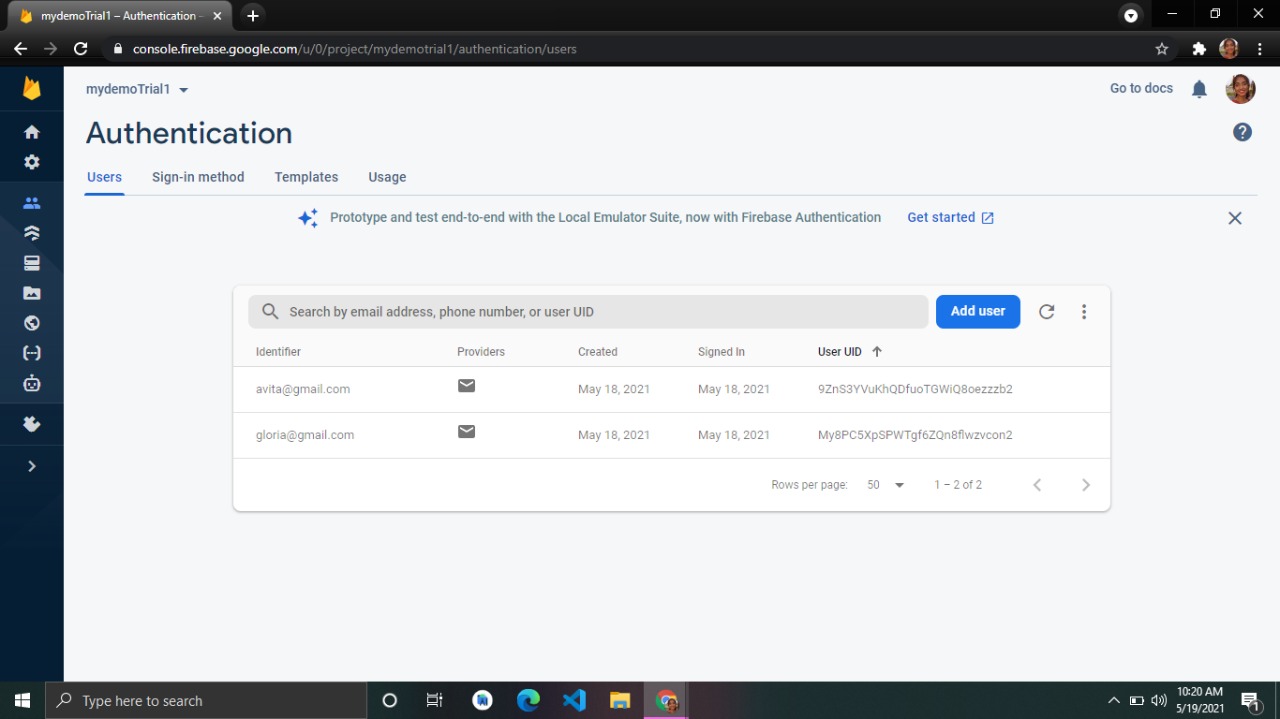 mydemoTrial1 – Authentication –
console.firebase.google.com/u/0/project/mydemotrial1/authentication/users
mydemoTrial1
Go to docs
Authentication
Users Sign-in method Templates Usage
Prototype and test end-to-end with the Local Emulator Suite, now with Firebase Authentication Get started
Search by email address, phone number, or user UID Add user
Identifier Providers Created Signed In User UID
avita@gmail.com May 18, 2021 May 18, 2021 9ZnS3YVuKhQDfuoTGWiQ8oezzzb2
gloria@gmail.com May 18, 2021 May 18, 2021 My8PC5XpSPWTgf6ZQn8flwzvcon2
Rows per page: 50 1 – 2 of 2
Type here to search
10:20 AM
5/19/2021
1